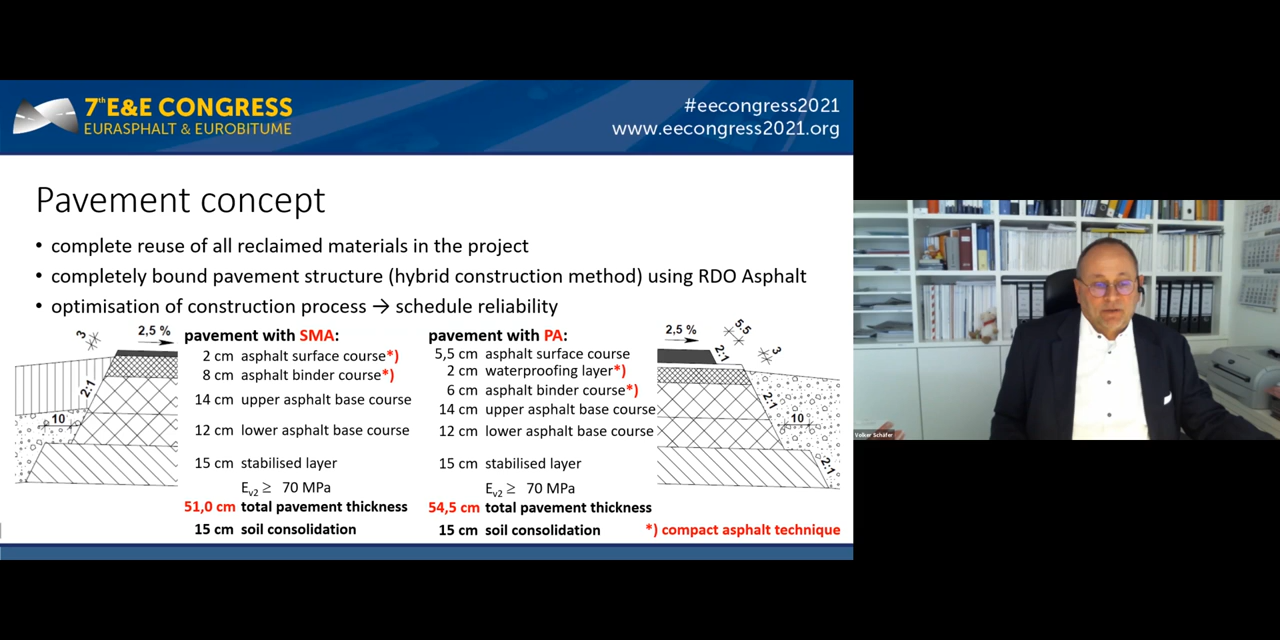 7th E&E CONGRESS
EURASPHALT & EUROBITUME
#eecongress2021
www.eecongress2021.org
Pavement concept
• complete reuse of all reclaimed materials in the project
• completely bound pavement structure (hybrid construction method) using RDO Asphalt
• optimisation of construction process → schedule reliability
3
2,5 %
2:1
10
pavement with SMA:
2 cm asphalt surface course*)
8 cm asphalt binder course*)
14 cm upper asphalt base course
12 cm lower asphalt base course
15 cm stabilised layer
Ev2 ≥ 70 MPa
51,0 cm total pavement thickness
15 cm soil consolidation
pavement with PA:
5,5 cm asphalt surface course
2 cm waterproofing layer*)
6 cm asphalt binder course*)
14 cm upper asphalt base course
12 cm lower asphalt base course
15 cm stabilised layer
Ev2 ≥ 70 MPa
54,5 cm total pavement thickness
15 cm soil consolidation
2,5 %
5.5
3
2:1
2:1
10
2:1
*) compact asphalt technique
Volker Schäfer